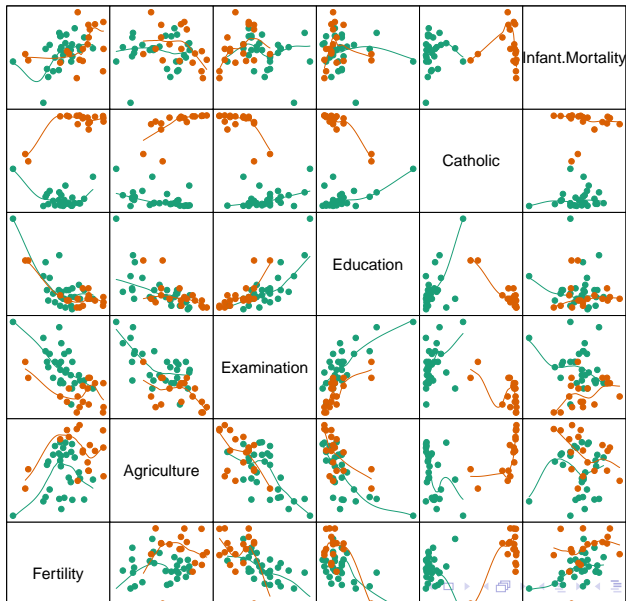 Infant.Mortality
Catholic
Education
Examination
Agriculture
Fertility